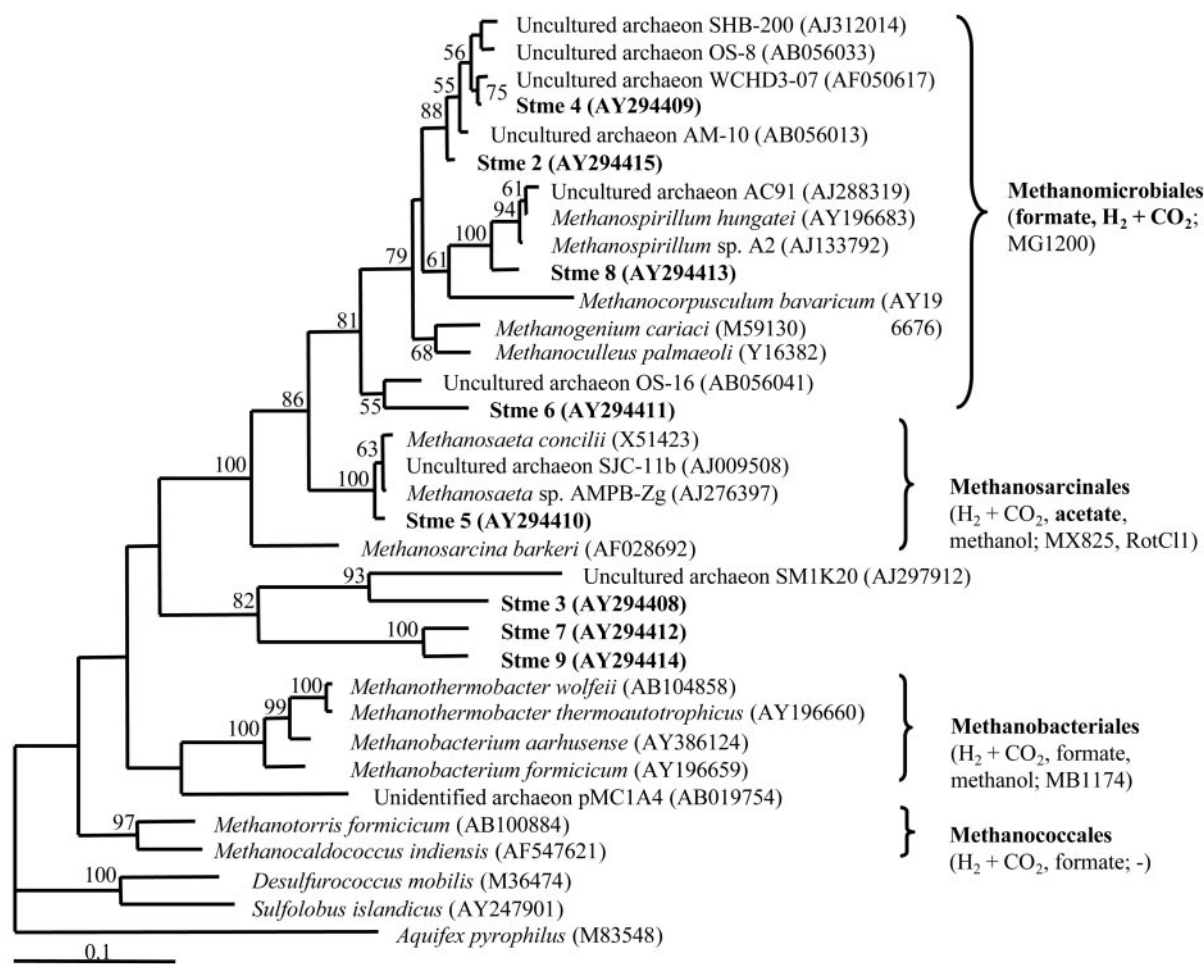 Uncultured archaeon SHB-200 (AJ312014)
56
Uncultured archaeon OS-8 (AB056033)
55
Uncultured archaeon WCHD3-07 (AF050617)
75
88
Stme 4 (AY294409)
Uncultured archaeon AM-10 (AB056013)
Stme 2 (AY294415)
61
Uncultured archaeon AC91 (AJ288319)
94
Methanospirillum hungatei (AY196683)
100
Methanospirillum sp. A2 (AJ133792)
79
61
Stme 8 (AY294413)
Methanocorpusculum bavaricum (AY19
6676)
Methanogenium cariaci (M59130)
81
68
Methanoculleus palmaeoli (Y16382)
Uncultured archaeon OS-16 (AB056041)
86
55
Stme 6 (AY294411)
Methanomicrobiales
(formate, H2 + CO2;
MG1200)
63
Methanosaeta concilii (X51423)
100
Uncultured archaeon SJC-11b (AJ009508)
100
Methanosaeta sp. AMPB-Zg (AJ276397)
Stme 5 (AY294410)
Methanosarcina barkeri (AF028692)
Methanosarcinales
(H2 + CO2, acetate,
methanol; MX825, RotCl1)
93
Uncultured archaeon SM1K20 (AJ297912)
82
Stme 3 (AY294408)
100
Stme 7 (AY294412)
Stme 9 (AY294414)
100
Methanothermobacter wolfeii (AB104858)
99
Methanothermobacter thermoautotrophicus (AY196660)
100
Methanobacterium aarhusense (AY386124)
Methanobacterium formicicum (AY196659)
Unidentified archaeon pMC1A4 (AB019754)
Methanobacteriales
(H2 + CO2, formate,
methanol; MB1174)
97
Methanotorris formicicum (AB100884)
Methanocaldococcus indiensis (AF547621)
Methanococcales
(H2 + CO2, formate; -)
100
Desulfurococcus mobilis (M36474)
Sulfolobus islandicus (AY247901)
Aquifex pyrophilus (M83548)
0.1